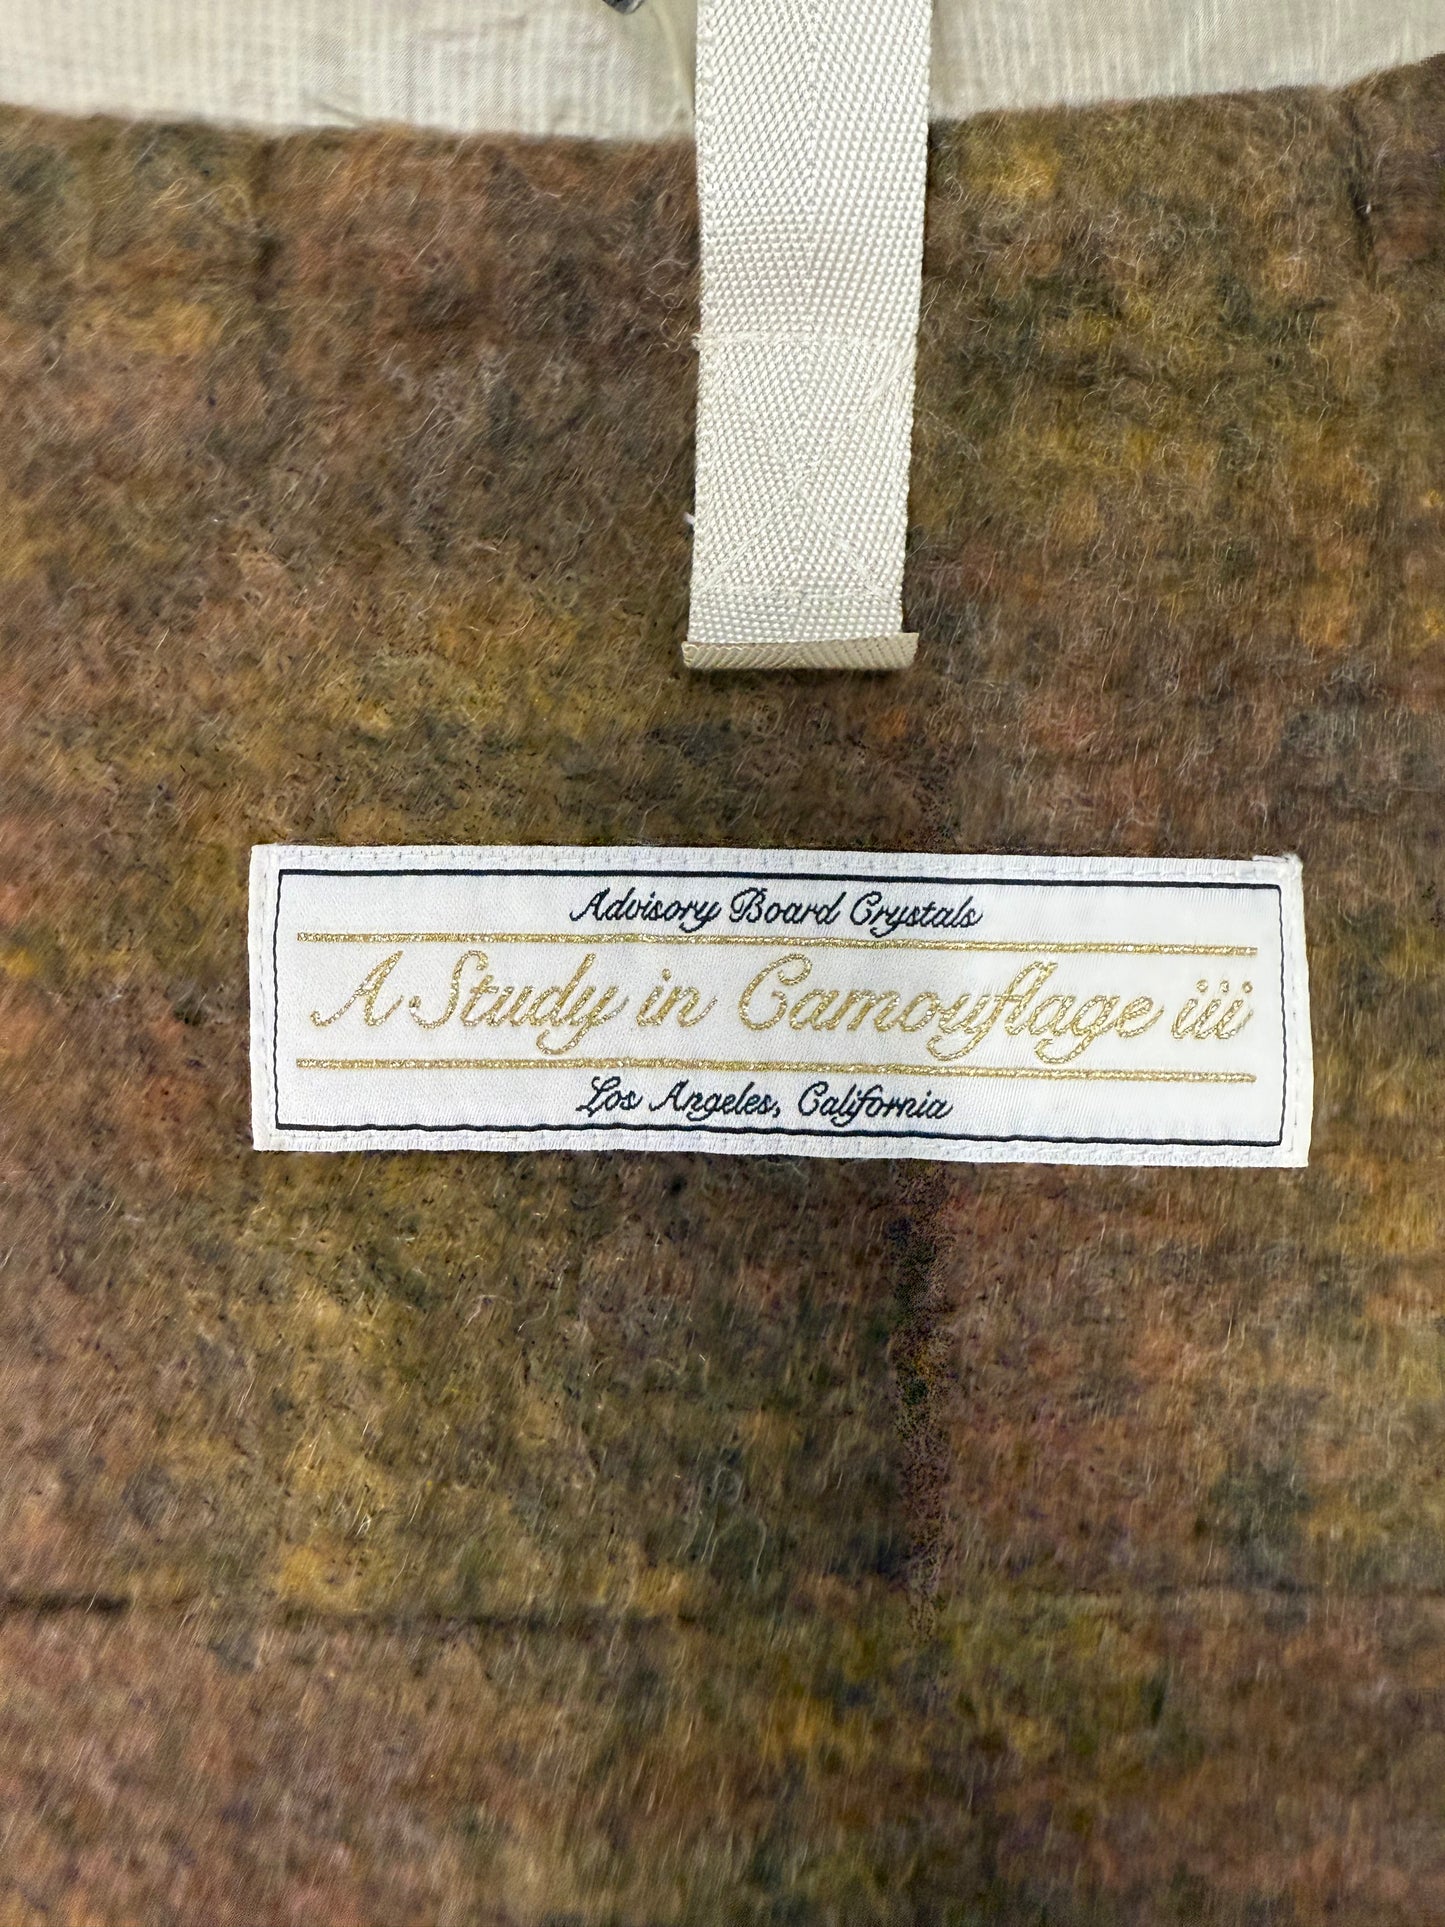 Advisory Board Crystals
A Study in Camouflage iii
Los Angeles, California